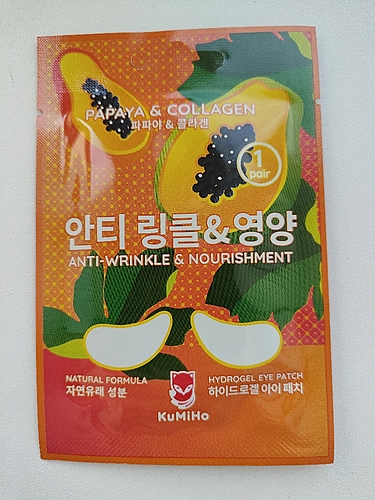 PAPAYA & COLLAGEN
파파야 & 콜라겐
1
pair
안티 링클&영양
ANTI-WRINKLE & NOURISHMENT
NATURAL FORMULA
자연유래 성분
HYDROGEL EYE PATCH
하이드로겔 아이 패치
KuMiHo